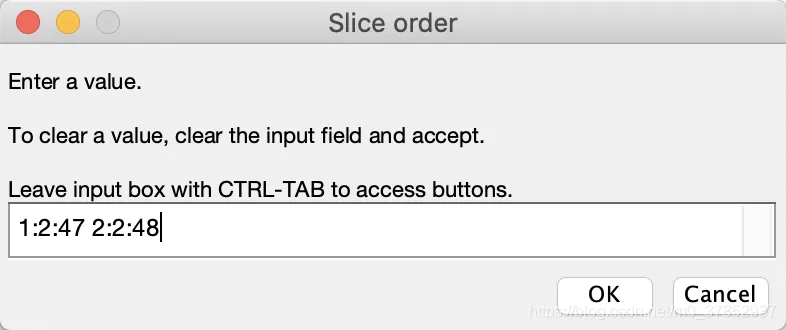 Slice order
Enter a value.
To clear a value, clear the input field and accept.
Leave input box with CTRL-TAB to access buttons.
1:2:47 2:2:48
OK Cancel